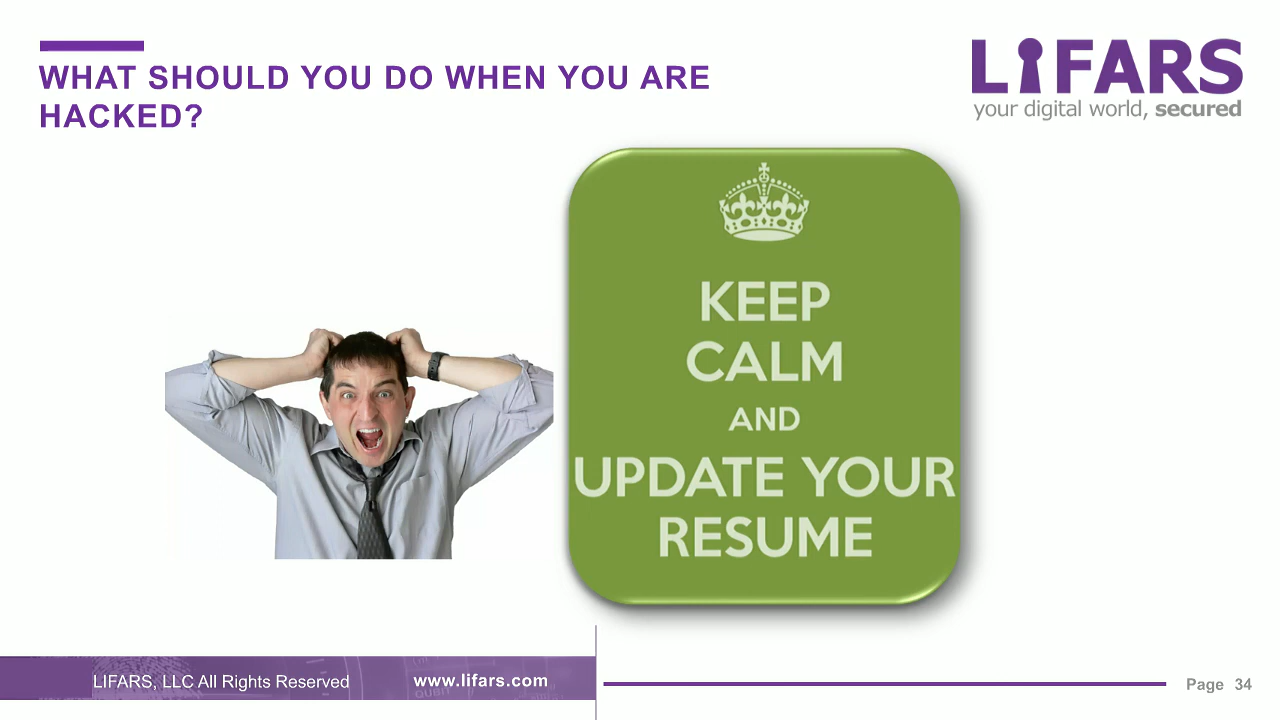 WHAT SHOULD YOU DO WHEN YOU ARE
HACKED?
LIFARS
your digital world, secured
KEEP
CALM
AND
UPDATE YOUR
RESUME
LIFARS, LLC All Rights Reserved
www.lifars.com
Page 34